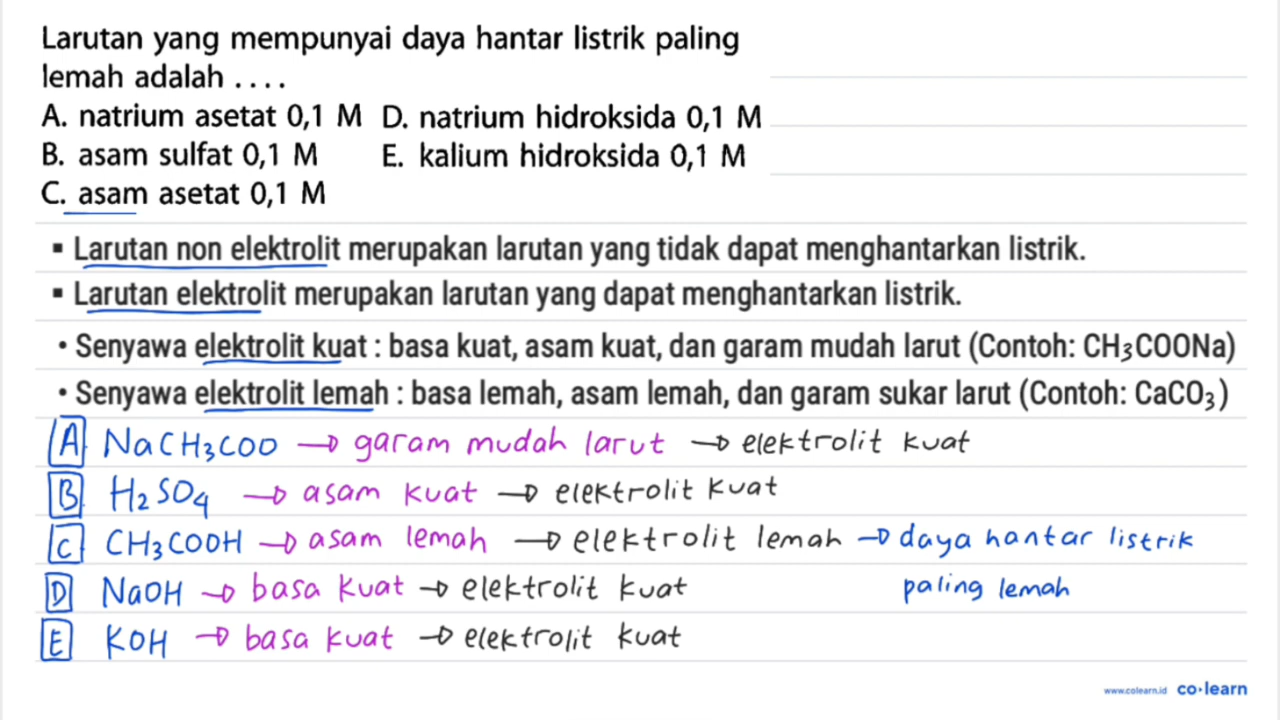 Larutan yang mempunyai daya hantar listrik paling
lemah adalah ....
A. natrium asetat 0,1 M D. natrium hidroksida 0,1 M
B. asam sulfat 0,1 M E. kalium hidroksida 0,1 M
C. asam asetat 0,1 M
▪ Larutan non elektrolit merupakan larutan yang tidak dapat menghantarkan listrik.
▪ Larutan elektrolit merupakan larutan yang dapat menghantarkan listrik.
• Senyawa elektrolit kuat : basa kuat, asam kuat, dan garam mudah larut (Contoh: CH₃COONa)
• Senyawa elektrolit lemah : basa lemah, asam lemah, dan garam sukar larut (Contoh: CaCO₃)
A NaCH₃COO → garam mudah larut → elektrolit kuat
B H₂SO₄ → asam kuat → elektrolit kuat
C CH₃COOH → asam lemah → elektrolit lemah → daya hantar listrik
paling lemah
D NaOH → basa kuat → elektrolit kuat
E KOH → basa kuat → elektrolit kuat
www.colearn.id co·learn